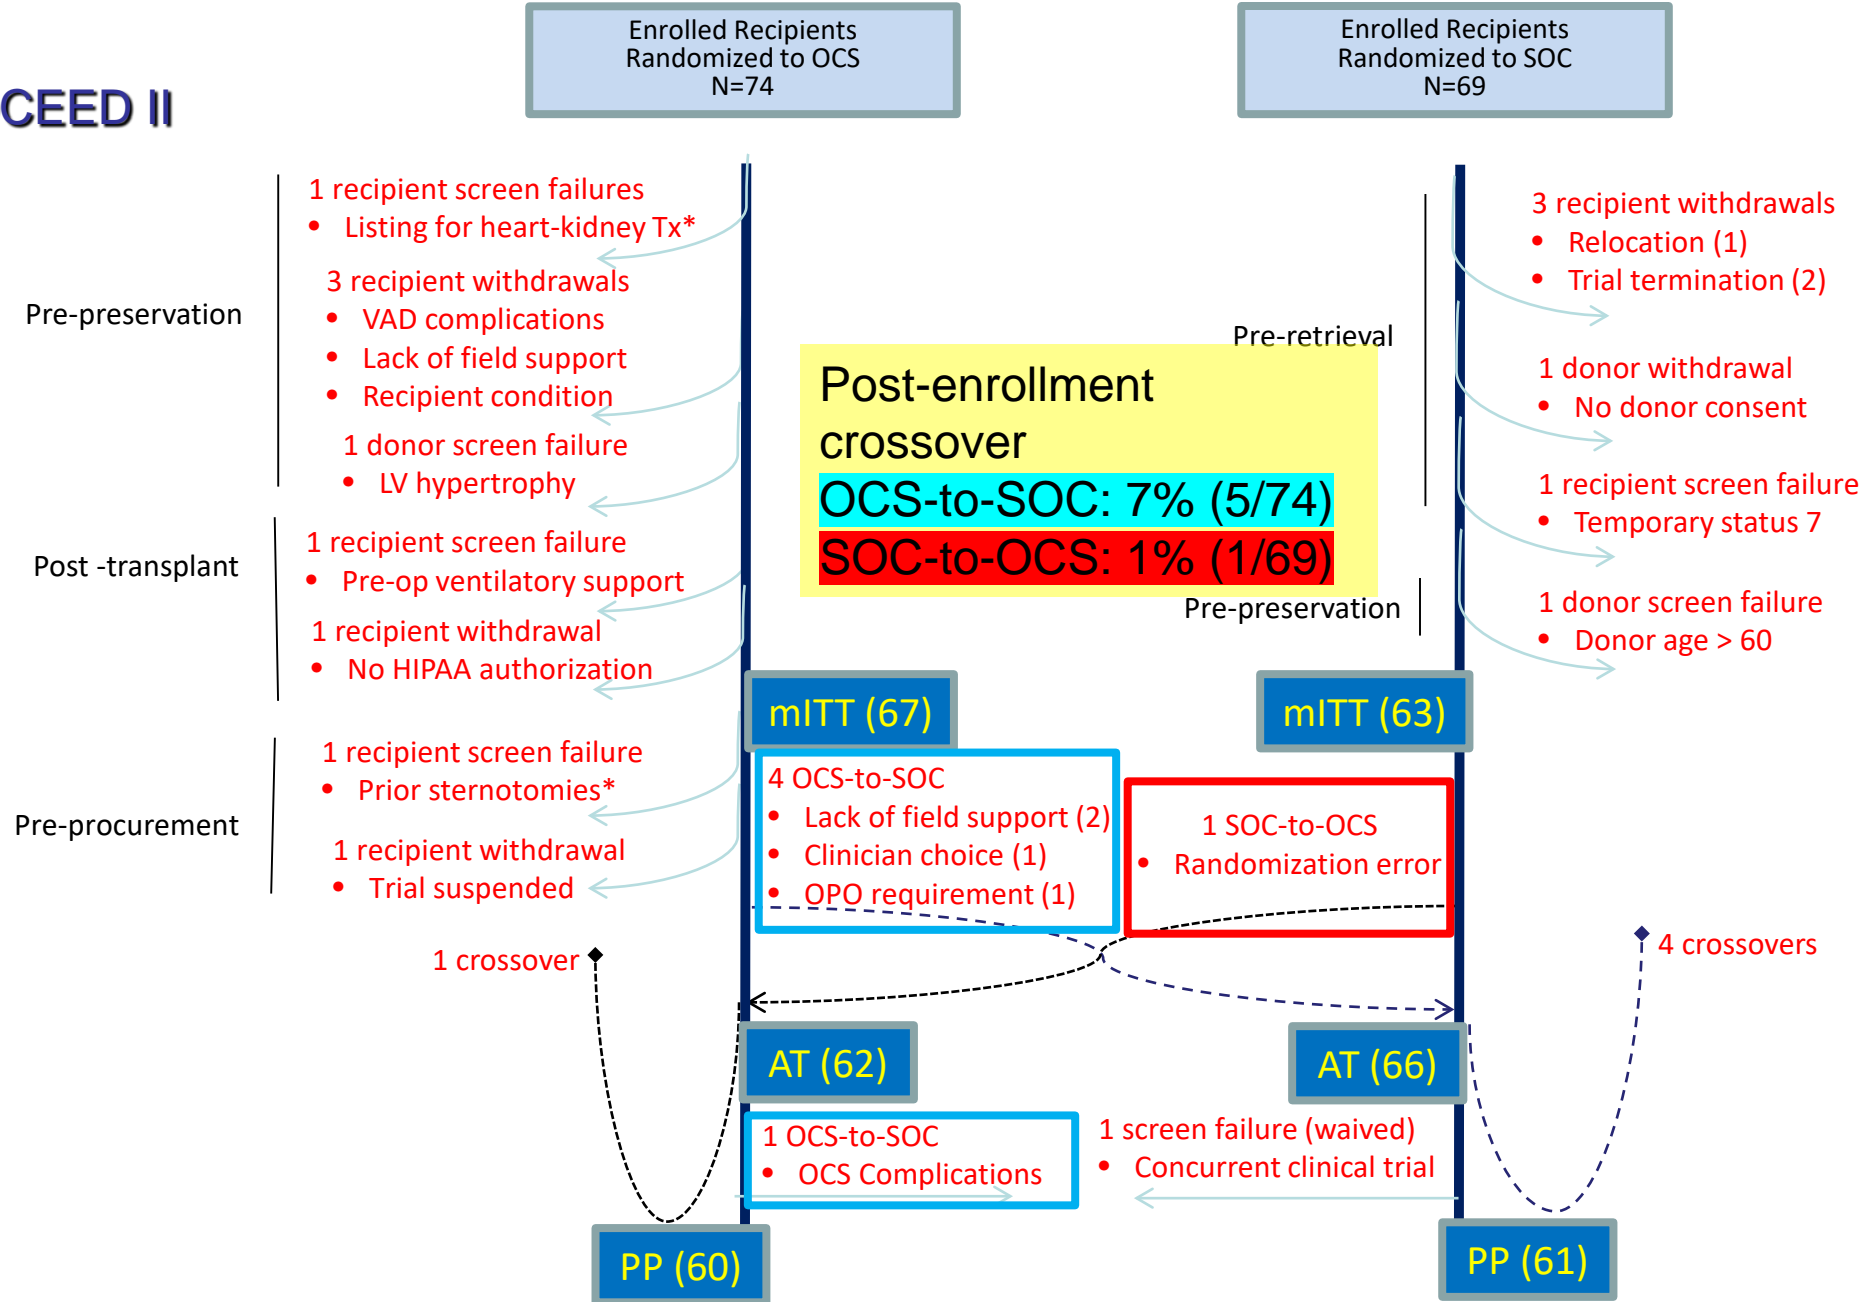 CEED II
Enrolled Recipients
Randomized to OCS
N=74
Enrolled Recipients
Randomized to SOC
N=69
Pre-preservation
1 recipient screen failures
• Listing for heart-kidney Tx*
3 recipient withdrawals
• VAD complications
• Lack of field support
• Recipient condition
1 donor screen failure
• LV hypertrophy
Post -transplant
1 recipient screen failure
• Pre-op ventilatory support
1 recipient withdrawal
• No HIPAA authorization
Pre-procurement
1 recipient screen failure
• Prior sternotomies*
1 recipient withdrawal
• Trial suspended
Post-enrollment
crossover
OCS-to-SOC: 7% (5/74)
SOC-to-OCS: 1% (1/69)
Pre-retrieval
3 recipient withdrawals
• Relocation (1)
• Trial termination (2)
1 donor withdrawal
• No donor consent
1 recipient screen failure
• Temporary status 7
Pre-preservation
1 donor screen failure
• Donor age > 60
mITT (67)
mITT (63)
4 OCS-to-SOC
• Lack of field support (2)
• Clinician choice (1)
• OPO requirement (1)
1 SOC-to-OCS
• Randomization error
1 crossover
4 crossovers
AT (62)
AT (66)
1 OCS-to-SOC
• OCS Complications
1 screen failure (waived)
• Concurrent clinical trial
PP (60)
PP (61)